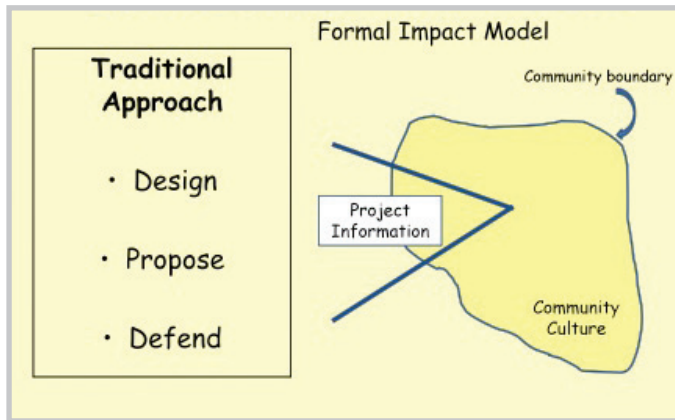 Formal Impact Model
Traditional
Approach
• Design
• Propose
• Defend
Community boundary
Project
Information
Community
Culture